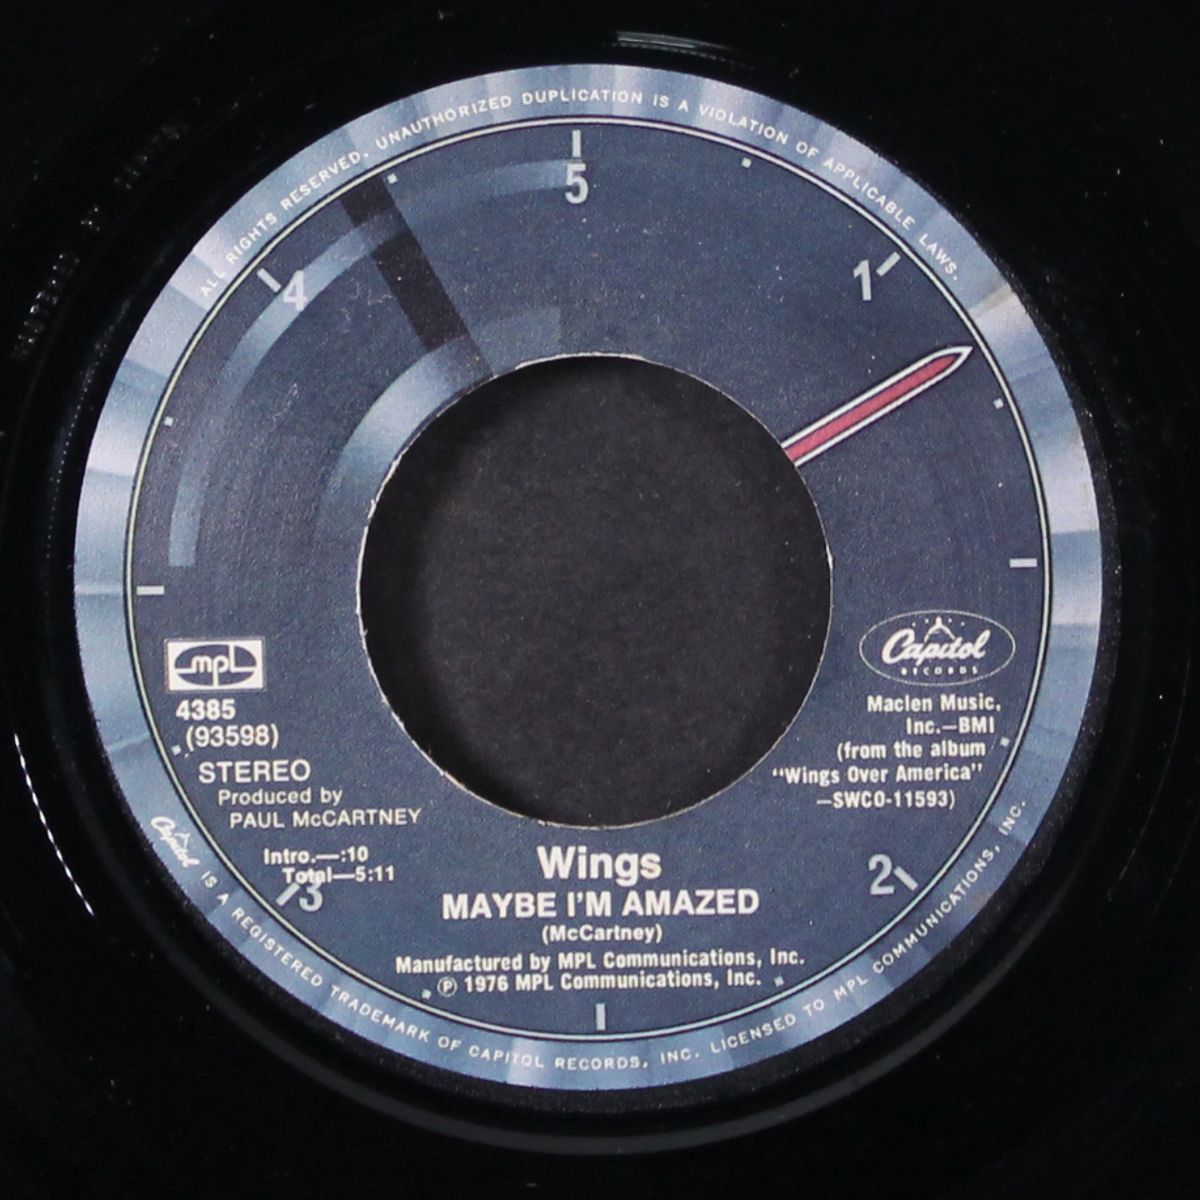 ALL RIGHTS RESERVED. UNAUTHORIZED DUPLICATION IS A VIOLATION OF APPLICABLE LAWS.
5
4
1
mpl
4385
(93598)
STEREO
Produced by
PAUL McCARTNEY
Intro.—:10
Total—5:11
3
Capitol
RECORDS
Maclen Music,
Inc.—BMI
(from the album
"Wings Over America"
—SWCO-11593)
2
Wings
MAYBE I'M AMAZED
(McCartney)
Manufactured by MPL Communications, Inc.
℗ 1976 MPL Communications, Inc.
Capitol IS A REGISTERED TRADEMARK OF CAPITOL RECORDS, INC. LICENSED TO MPL COMMUNICATIONS, INC.